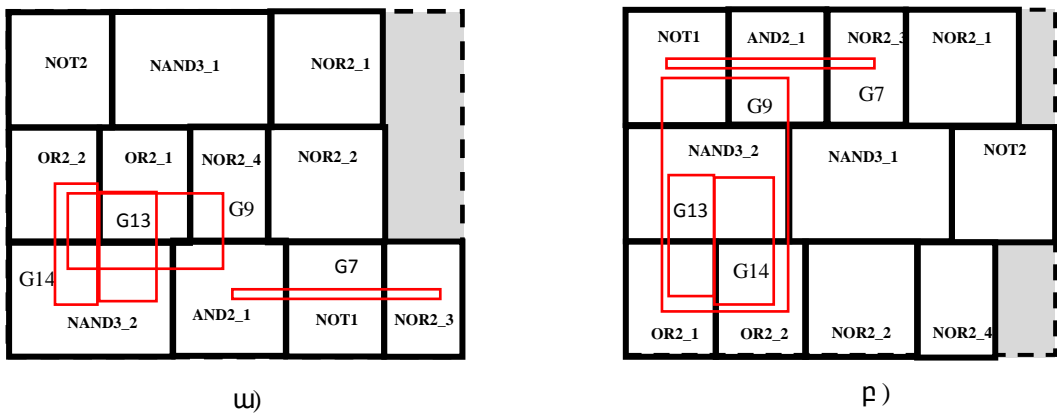 NOT2 NAND3_1 NOR2_1
OR2_2 OR2_1 NOR2_4 NOR2_2
G13 G9
G14 G7
NAND3_2 AND2_1 NOT1 NOR2_3
ա)
NOT1 AND2_1 NOR2_3 NOR2_1
G9 G7
NAND3_2 NAND3_1 NOT2
G13
G14
OR2_1 OR2_2 NOR2_2 NOR2_4
բ)